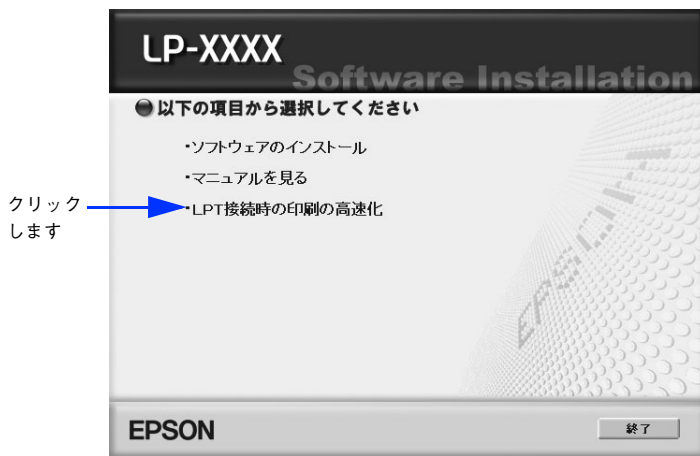 LP-XXXX
Software Installation
●以下の項目から選択してください
・ソフトウェアのインストール
・マニュアルを見る
クリック
します
・LPT接続時の印刷の高速化
EPSON
EPSON
終了